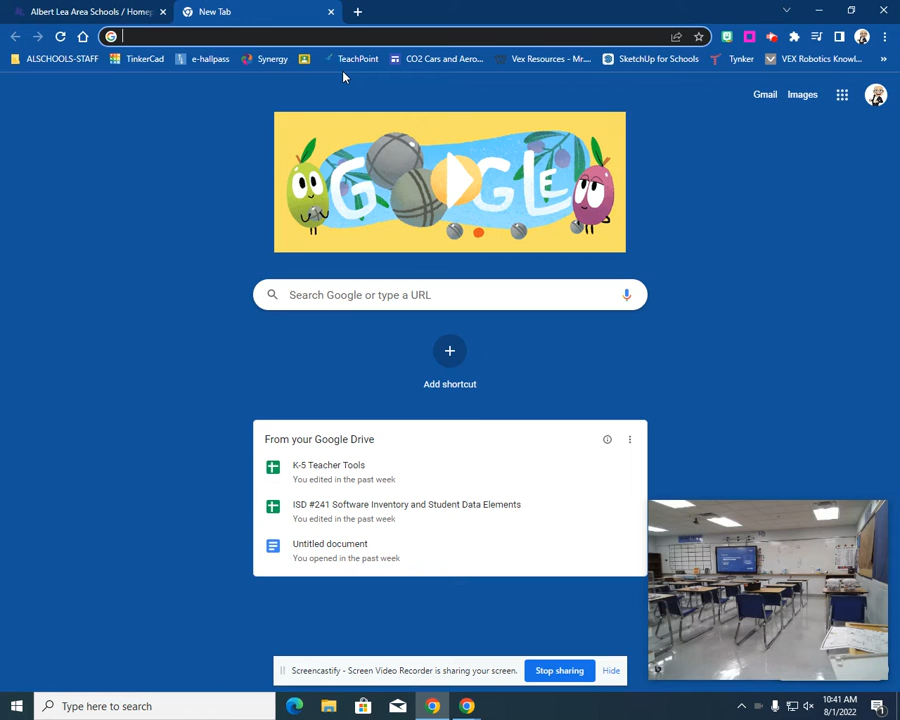 Albert Lea Area Schools / Home
New Tab
ALSCHOOLS-STAFF
TinkerCad
e-hallpass
Synergy
TeachPoint
CO2 Cars and Aero...
Vex Resources - Mr....
SketchUp for Schools
Tynker
VEX Robotics Knowl...
Gmail
Images
GOOGLE
Search Google or type a URL
Add shortcut
From your Google Drive
K-5 Teacher Tools
You edited in the past week
ISD #241 Software Inventory and Student Data Elements
You edited in the past week
Untitled document
You opened in the past week
Screencastify - Screen Video Recorder is sharing your screen.
Stop sharing
Hide
Type here to search
10:41 AM
8/1/2022
1